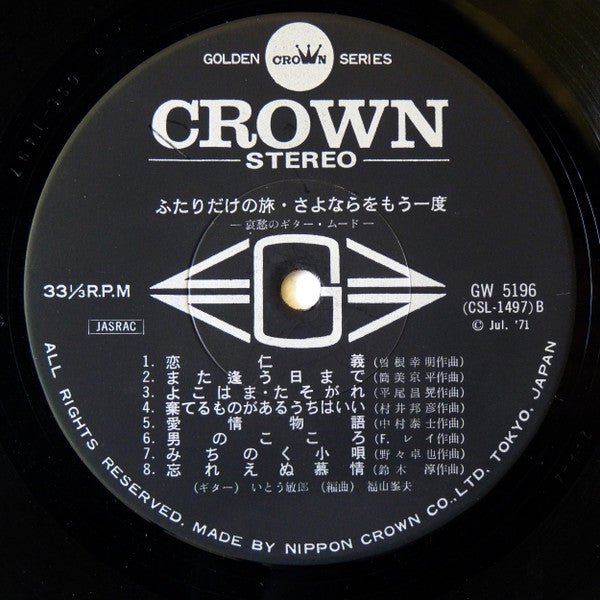 GOLDEN CROWN SERIES
CROWN
STEREO
ふたりだけの旅・さよならをもう一度
─哀愁のギター・ムード─
G
33⅓R.P.M
GW 5196
(CSL-1497)B
JASRAC
© Jul. '71
1. 恋仁義(曽根幸明作曲)
2. また逢う日まで(筒美京平作曲)
3. よこはま・たそがれ(平尾昌晃作曲)
4. 棄てるものがあるうちはいい(村井邦彦作曲)
5. 愛情物語(中村泰士作曲)
6. 男のこころ(F. レイ作曲)
7. みちのく小唄(野々卓也作曲)
8. 忘れえぬ慕情(鈴木淳作曲)
(ギター) いとう敏郎 (編曲) 福山峯夫
ALL RIGHTS RESERVED. MADE BY NIPPON CROWN CO.,LTD. TOKYO, JAPAN